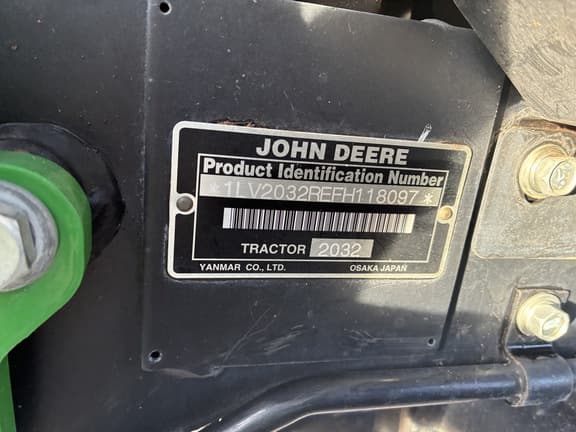 JOHN DEERE
Product Identification Number
*1LV2032REFH118097*
TRACTOR 2032
YANMAR CO., LTD. OSAKA JAPAN